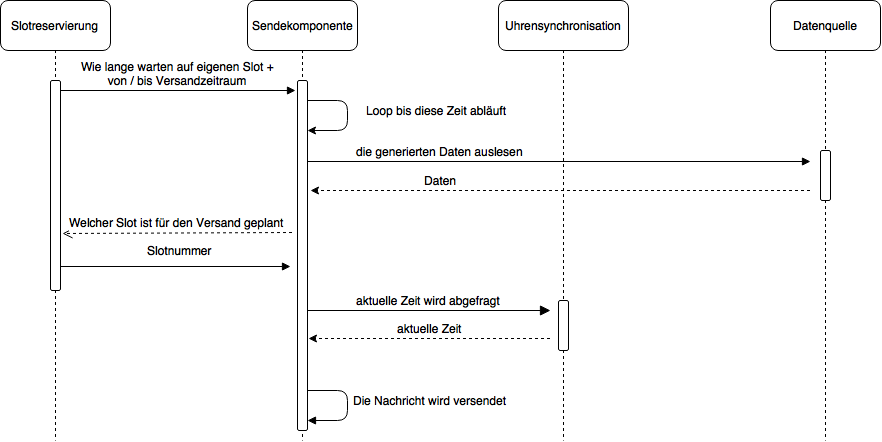 Slotreservierung
Sendekomponente
Uhrensynchronisation
Datenquelle
Wie lange warten auf eigenen Slot +
von / bis Versandzeitraum
Loop bis diese Zeit abläuft
die generierten Daten auslesen
Daten
Welcher Slot ist für den Versand geplant
Slotnummer
aktuelle Zeit wird abgefragt
aktuelle Zeit
Die Nachricht wird versendet